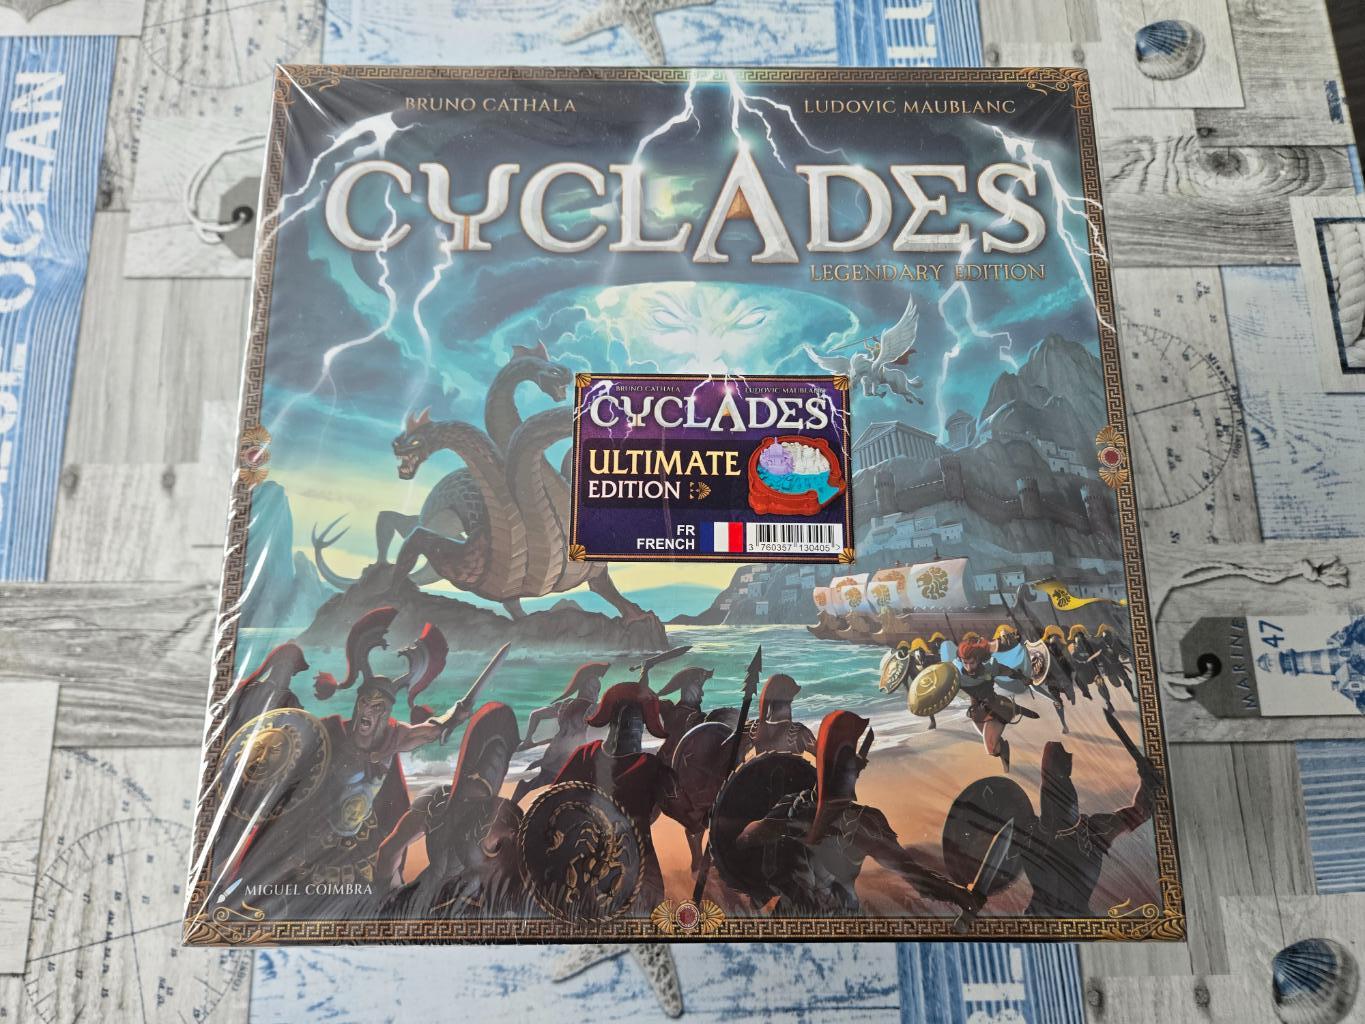 BRUNO CATHALA
LUDOVIC MAUBLANC
CYCLADES
LEGENDARY EDITION
BRUNO CATHALA
LUDOVIC MAUBLANC
CYCLADES
ULTIMATE
EDITION
FR
FRENCH
3 760357 130405 >
MIGUEL COIMBRA
OCEAN
MARINE
47